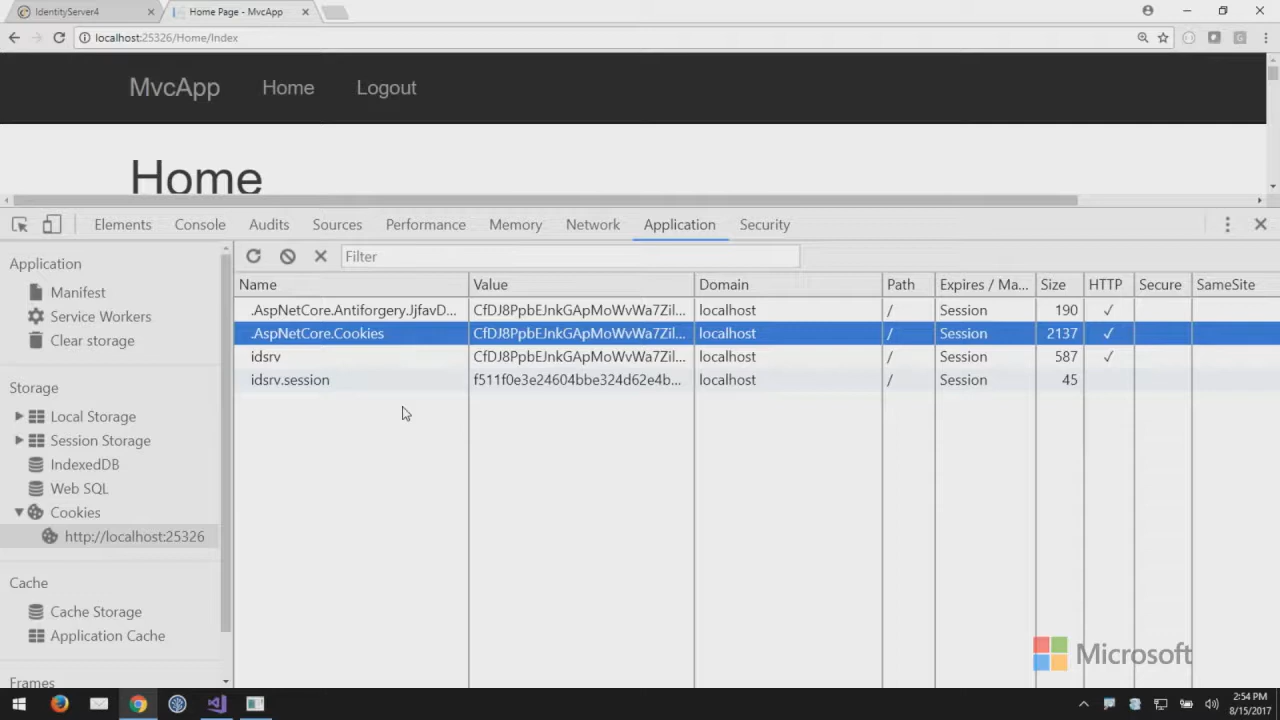 IdentityServer4
Home Page - MvcApp
localhost:25326/Home/Index
MvcApp Home Logout
Home
Elements Console Audits Sources Performance Memory Network Application Security
Application
Manifest
Service Workers
Clear storage
Storage
Local Storage
Session Storage
IndexedDB
Web SQL
Cookies
http://localhost:25326
Cache
Cache Storage
Application Cache
Frames
Filter
Name Value Domain Path Expires / Ma... Size HTTP Secure SameSite
.AspNetCore.Antiforgery.JjfavD... CfDJ8PpbEJnkGApMoWvWa7Zil... localhost / Session 190 ✓
.AspNetCore.Cookies CfDJ8PpbEJnkGApMoWvWa7Zil... localhost / Session 2137 ✓
idsrv CfDJ8PpbEJnkGApMoWvWa7Zil... localhost / Session 587 ✓
idsrv.session f511f0e3e24604bbe324d62e4b... localhost / Session 45
Microsoft
2:54 PM
8/15/2017